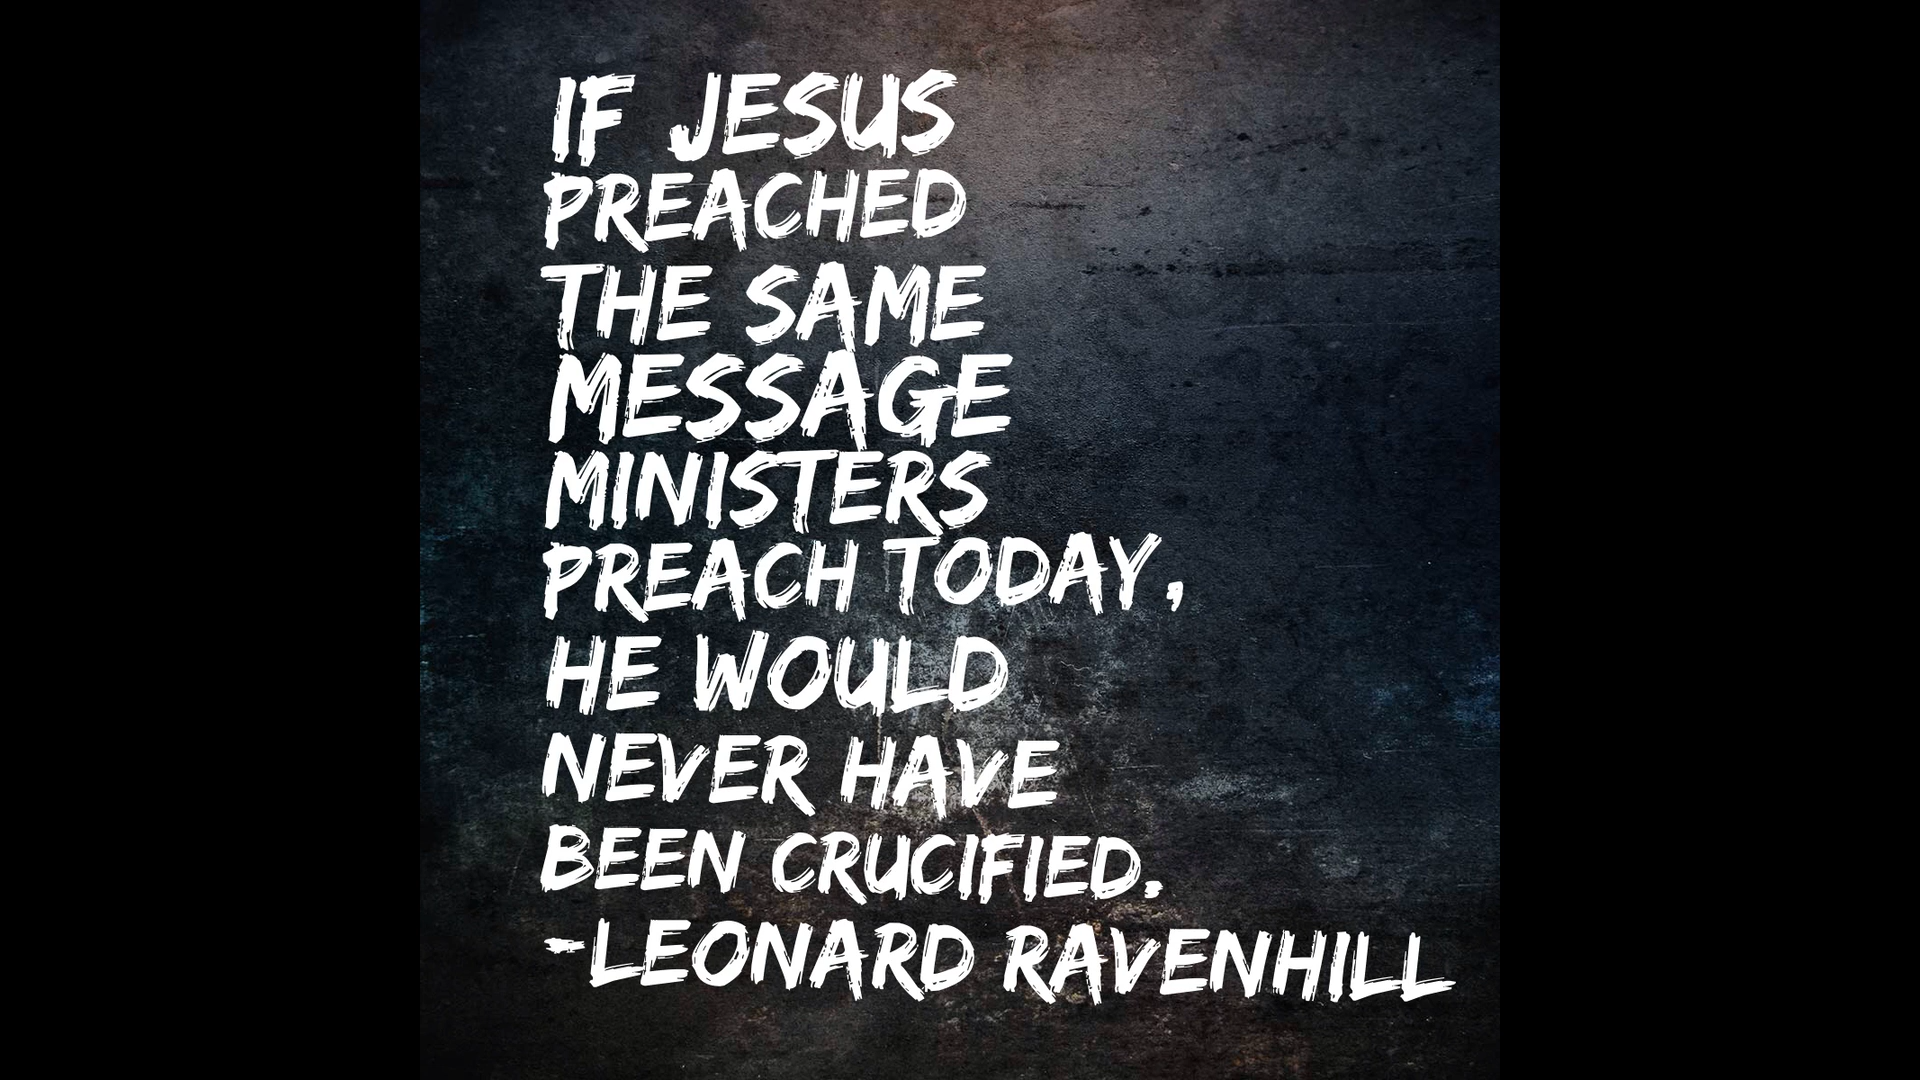 IF JESUS
PREACHED
THE SAME
MESSAGE
MINISTERS
PREACH TODAY,
HE WOULD
NEVER HAVE
BEEN CRUCIFIED.
-LEONARD RAVENHILL